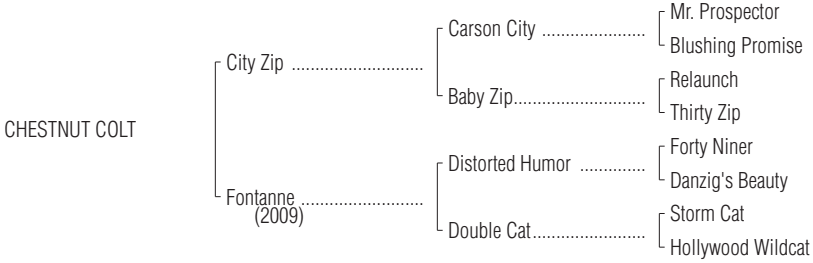 Mr. Prospector
Carson City ......................
Blushing Promise
City Zip ............................
Relaunch
Baby Zip............................
Thirty Zip
CHESTNUT COLT
Forty Niner
Distorted Humor ..............
Danzig's Beauty
Fontanne ..........................
(2009)
Storm Cat
Double Cat........................
Hollywood Wildcat